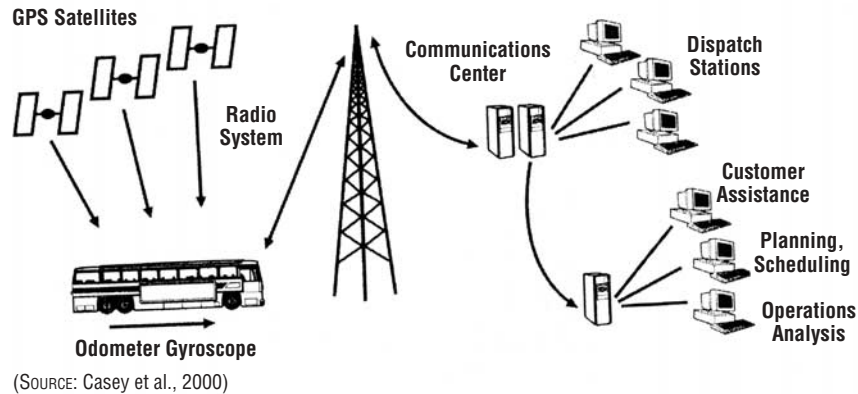 GPS Satellites
Radio
System
Communications
Center
Dispatch
Stations
Customer
Assistance
Planning,
Scheduling
Operations
Analysis
Odometer Gyroscope
(SOURCE: Casey et al., 2000)